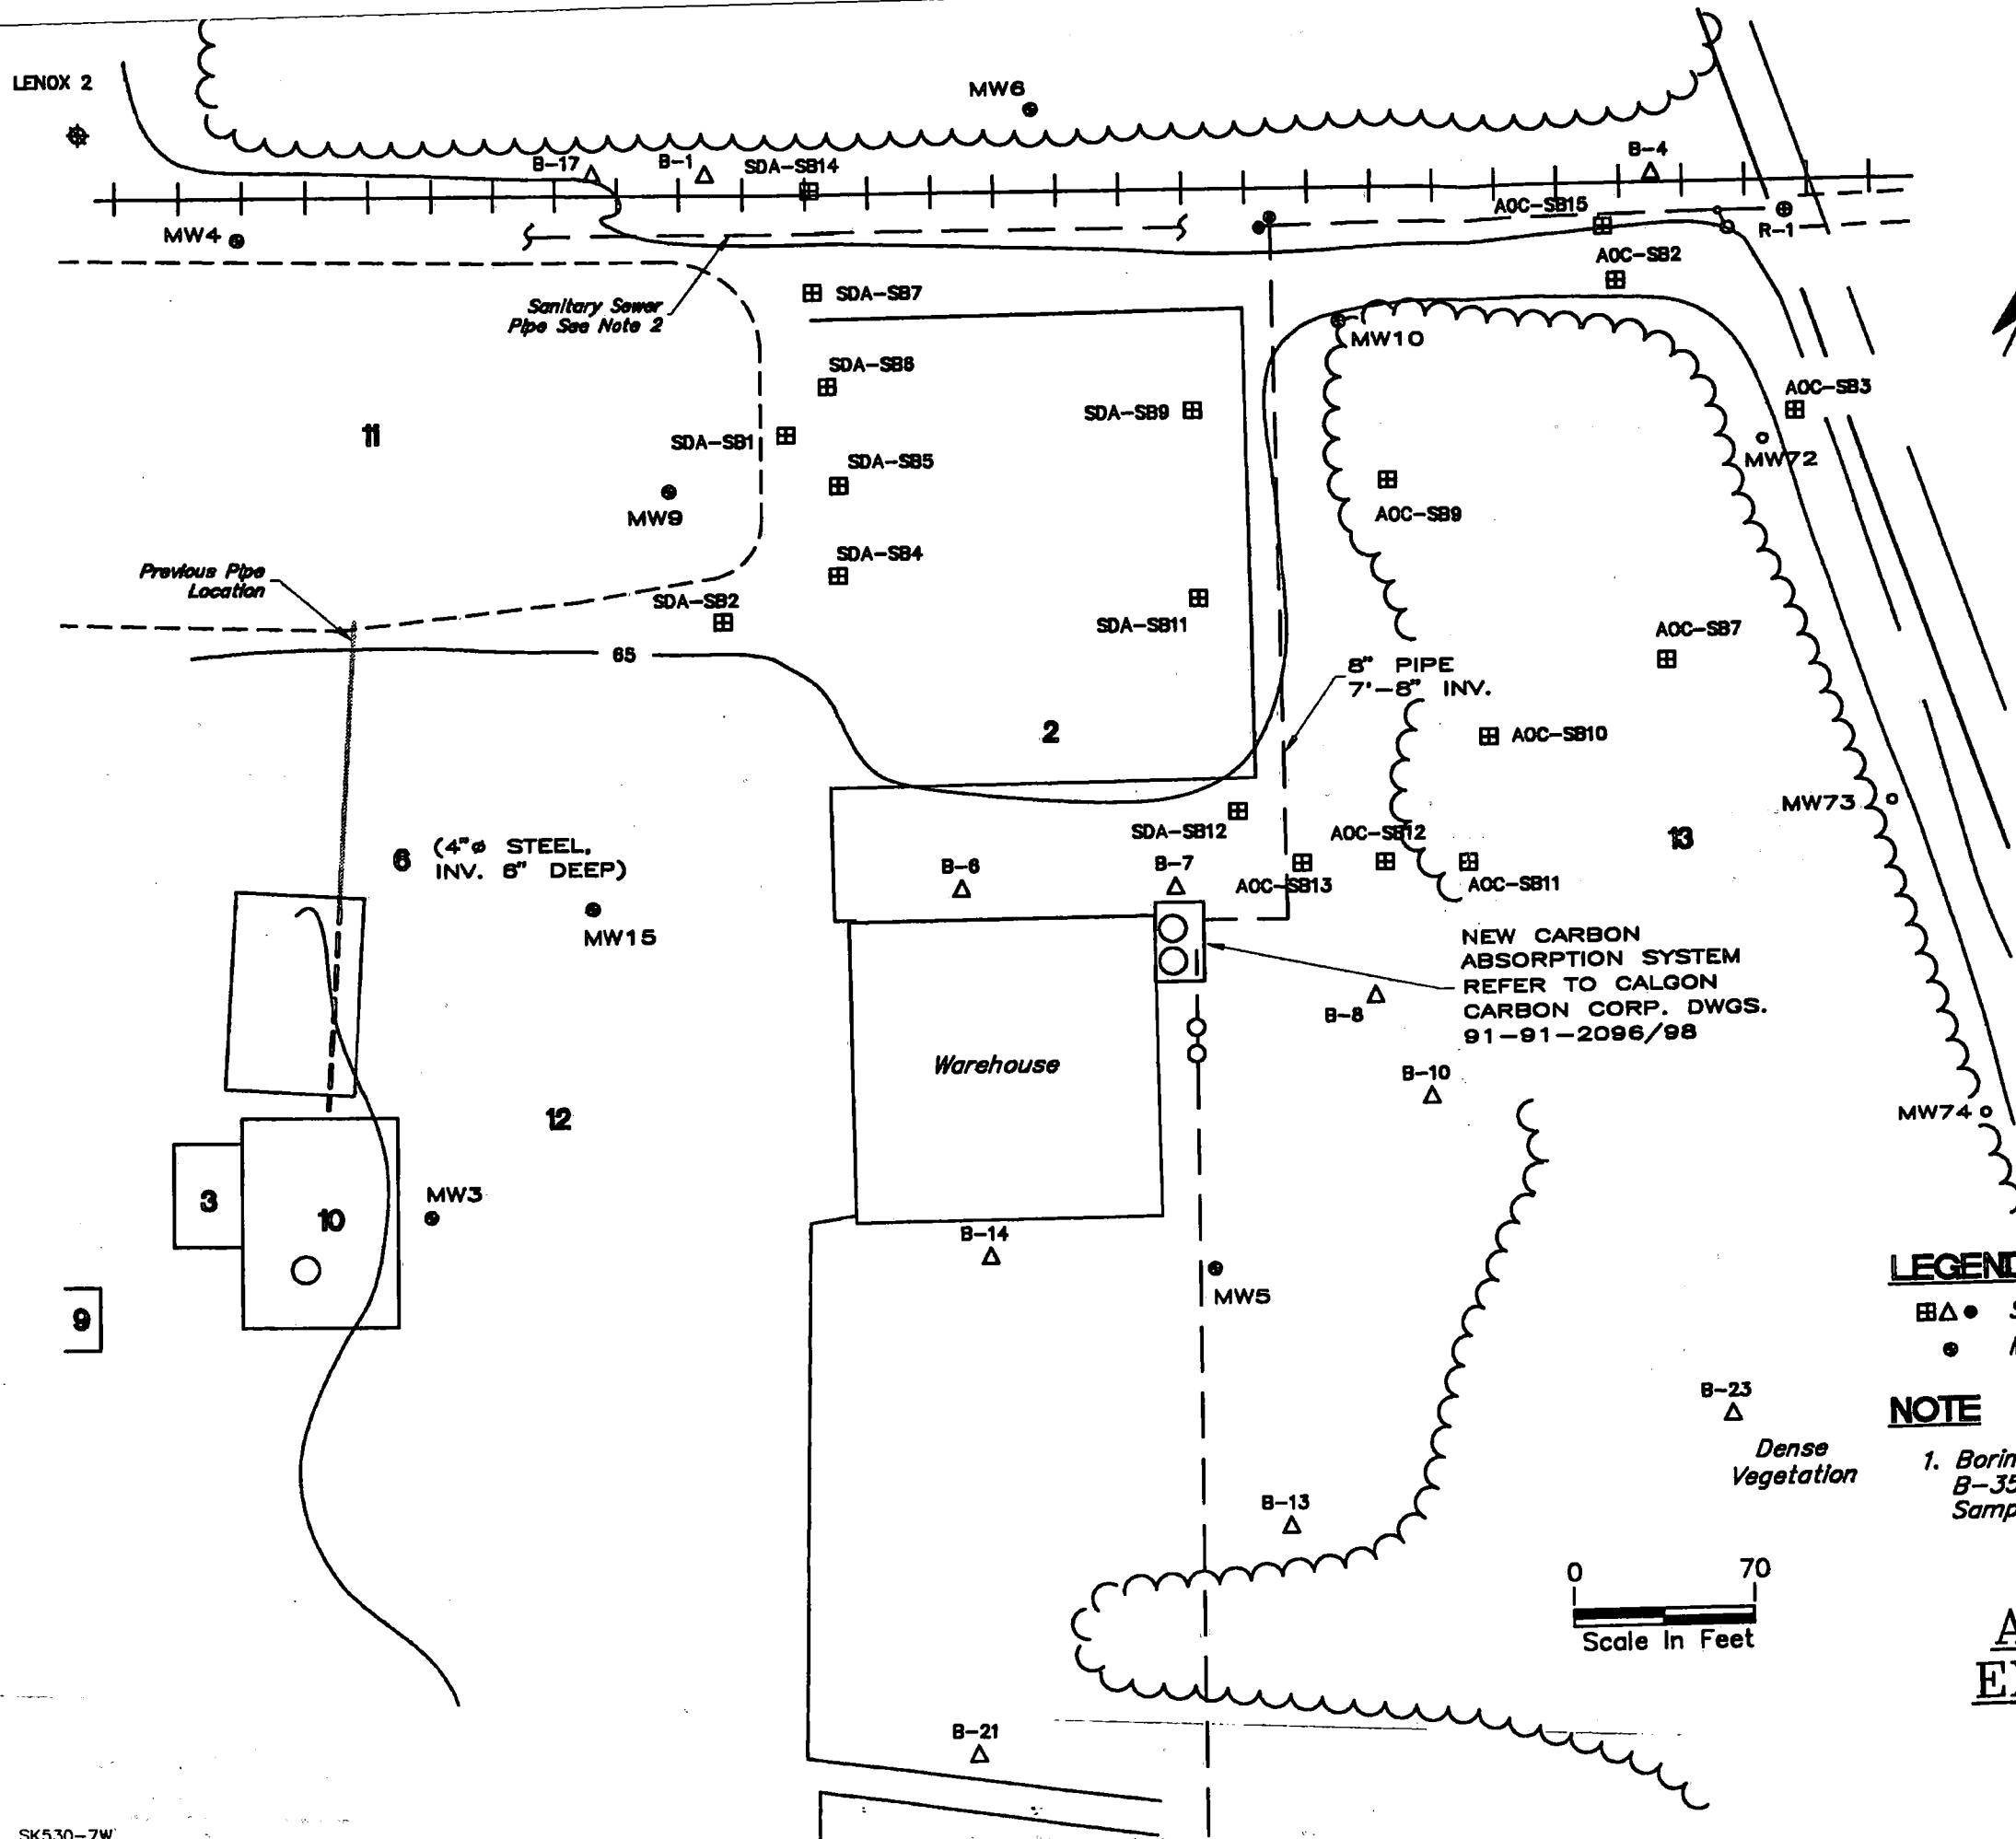 LENOX 2
MW6
B-17
B-1
SDA-SB14
B-4
MW4
AOC-SB15
R-1
AOC-SB2
Sanitary Sewer
Pipe See Note 2
SDA-SB7
MW10
SDA-SB6
AOC-SB3
SDA-SB9
11
SDA-SB1
MW72
SDA-SB5
MW9
AOC-SB9
SDA-SB4
Previous Pipe
Location
SDA-SB2
SDA-SB11
AOC-SB7
65
8" PIPE
7'-8" INV.
2
AOC-SB10
MW73
SDA-SB12
AOC-SB12
13
6
(4"ø STEEL,
INV. 6" DEEP)
B-6
B-7
AOC-SB13
AOC-SB11
MW15
NEW CARBON
ABSORPTION SYSTEM
REFER TO CALGON
CARBON CORP. DWGS.
91-91-2096/98
B-8
Warehouse
B-10
12
MW74
3
10
MW3
B-14
MW5
9
LEGEND
B-23
NOTE
Dense
Vegetation
1. Borin
B-35
Samp
B-13
0
70
Scale In Feet
B-21
SK530-7W